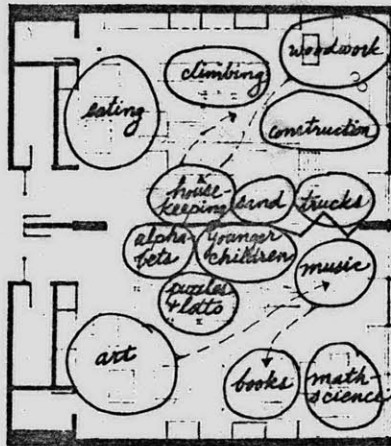 woodwork
climbing
eating
construction
house-
keeping
sand
trucks
alpha-
bets
younger
children
music
puzzles
+ lotto
art
books
math-
science